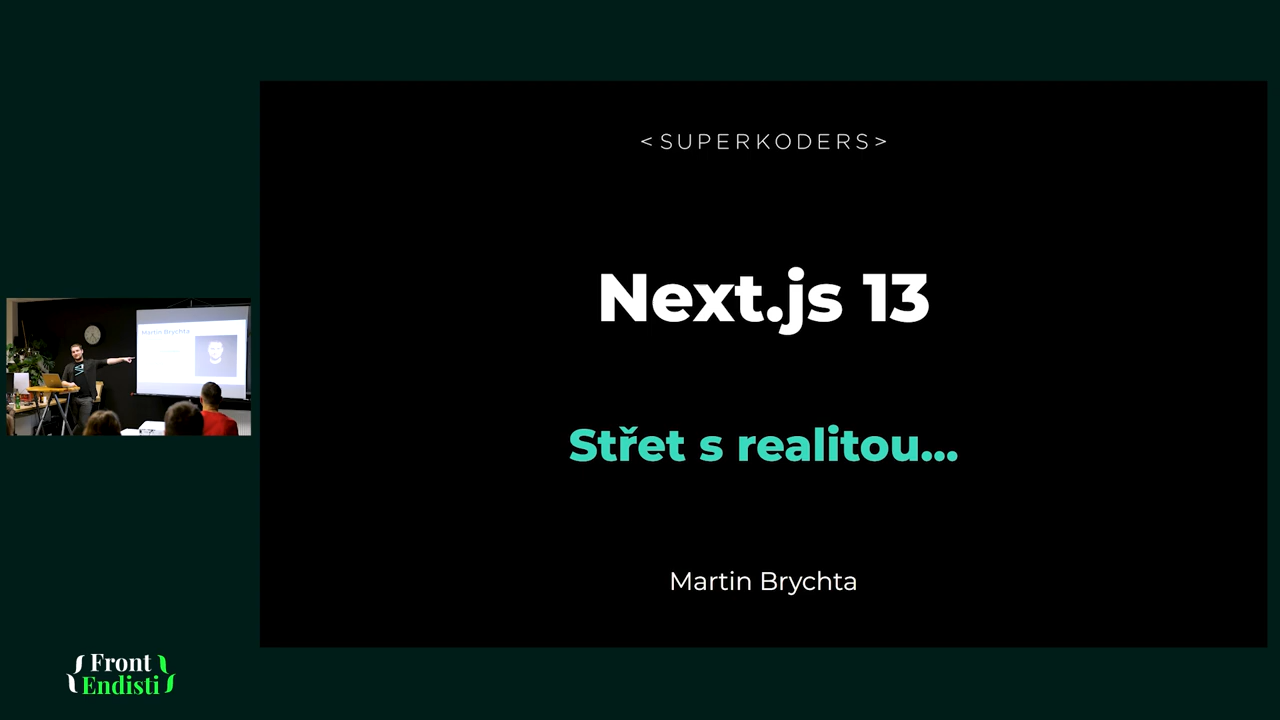 <SUPERKODERS>
Next.js 13
Střet s realitou...
Martin Brychta
Martin Brychta
{Front}
{Endisti}